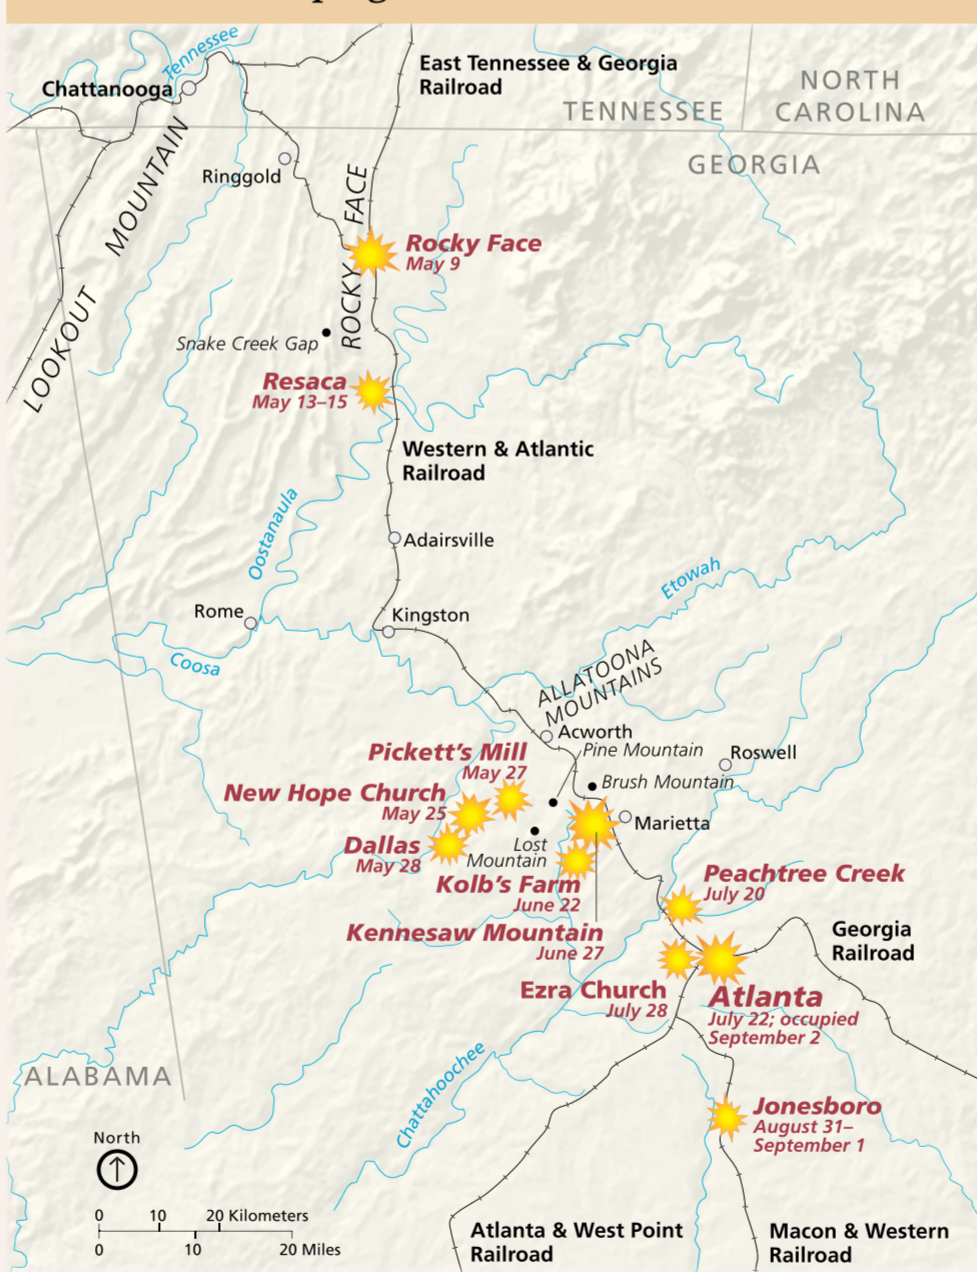 Tennessee
East Tennessee & Georgia
Railroad
Chattanooga
TENNESSEE
NORTH
CAROLINA
GEORGIA
LOOKOUT MOUNTAIN
Ringgold
ROCKY FACE
Rocky Face
May 9
Snake Creek Gap
Resaca
May 13–15
Western & Atlantic
Railroad
Oostanaula
Adairsville
Etowah
Rome
Kingston
Coosa
ALLATOONA
MOUNTAINS
Acworth
Pine Mountain
Roswell
Pickett’s Mill
May 27
Brush Mountain
New Hope Church
May 25
Marietta
Dallas
May 28
Lost
Mountain
Kolb’s Farm
June 22
Peachtree Creek
July 20
Kennesaw Mountain
June 27
Georgia
Railroad
Ezra Church
July 28
Atlanta
July 22; occupied
September 2
ALABAMA
Chattahoochee
Jonesboro
August 31–
September 1
North
0 10 20 Kilometers
0 10 20 Miles
Atlanta & West Point
Railroad
Macon & Western
Railroad